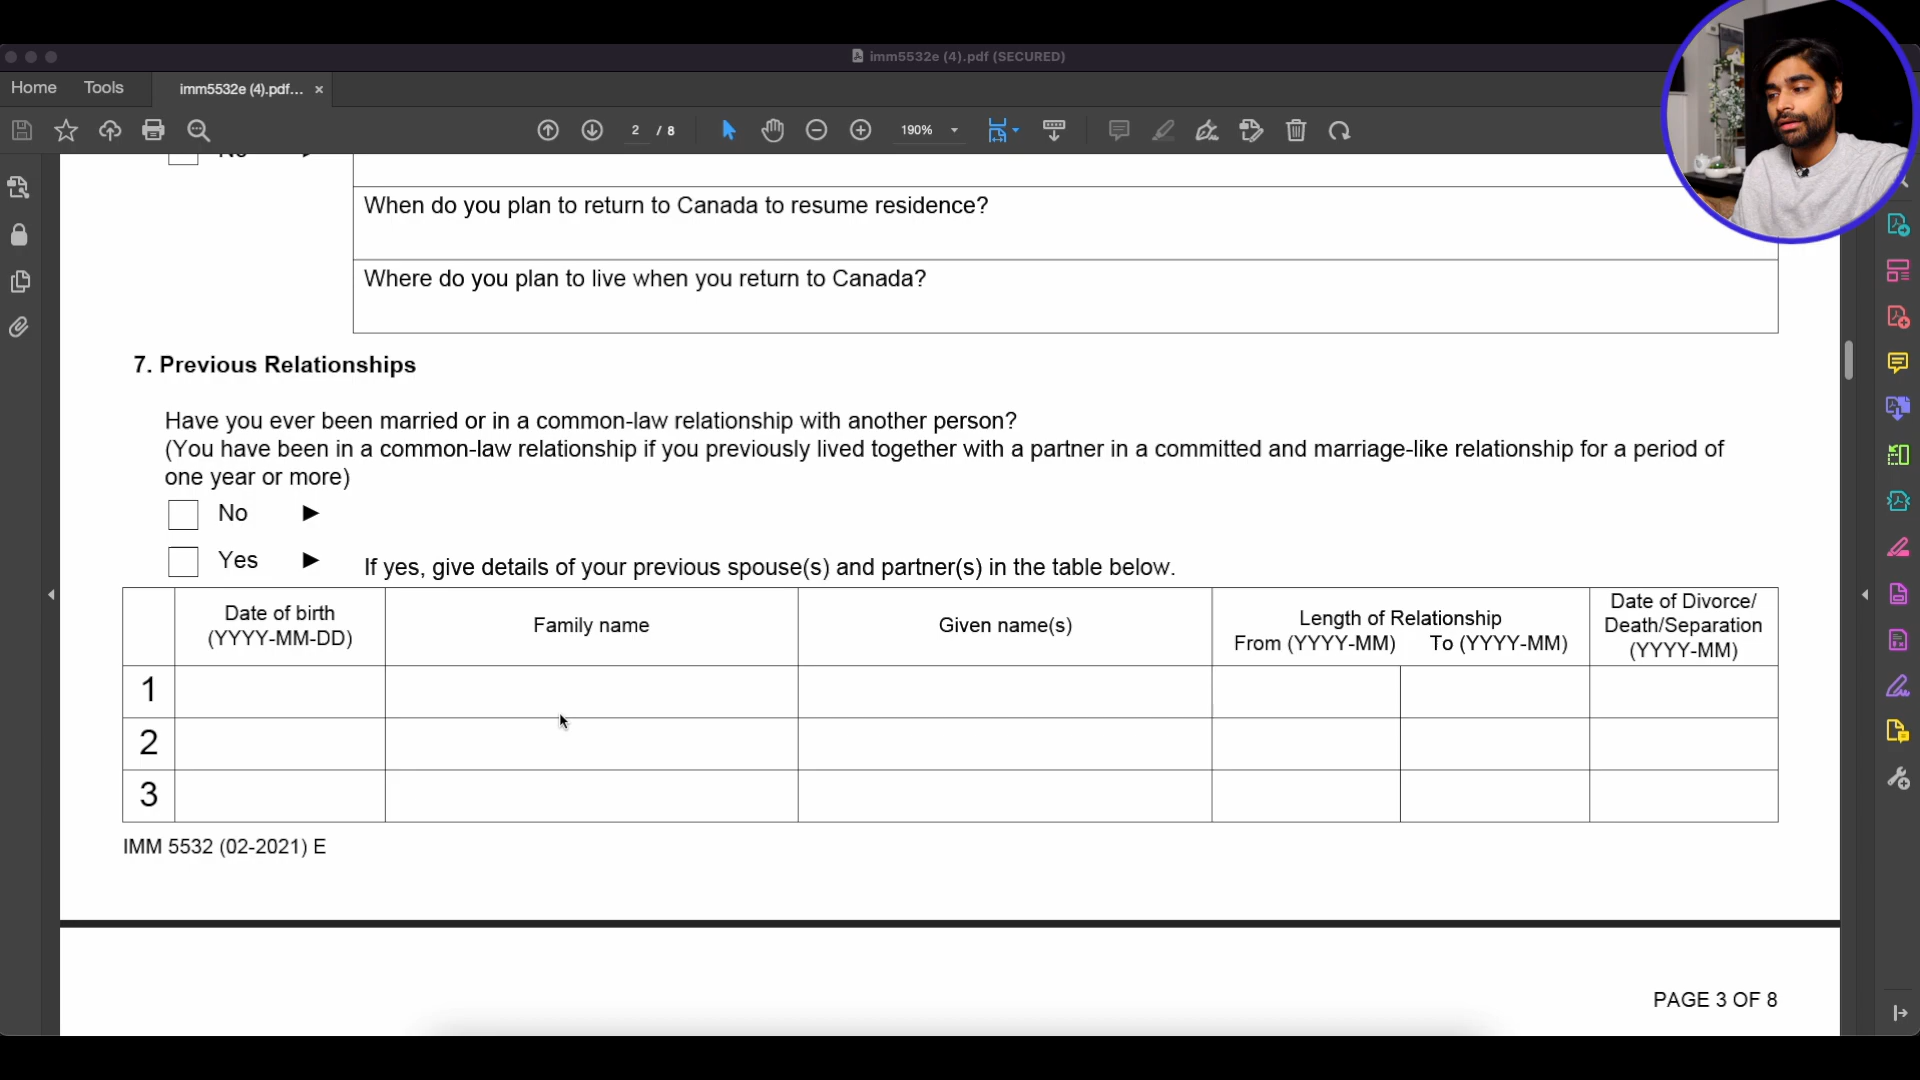 imm5532e (4).pdf (SECURED)
Home
Tools
imm5532e (4).pdf... ×
2 / 8
190%
No
When do you plan to return to Canada to resume residence?
Where do you plan to live when you return to Canada?
7. Previous Relationships
Have you ever been married or in a common-law relationship with another person?
(You have been in a common-law relationship if you previously lived together with a partner in a committed and marriage-like relationship for a period of
one year or more)
No
Yes
If yes, give details of your previous spouse(s) and partner(s) in the table below.
Date of birth
(YYYY-MM-DD)
Family name
Given name(s)
Length of Relationship
From (YYYY-MM) To (YYYY-MM)
Date of Divorce/
Death/Separation
(YYYY-MM)
1
2
3
IMM 5532 (02-2021) E
PAGE 3 OF 8